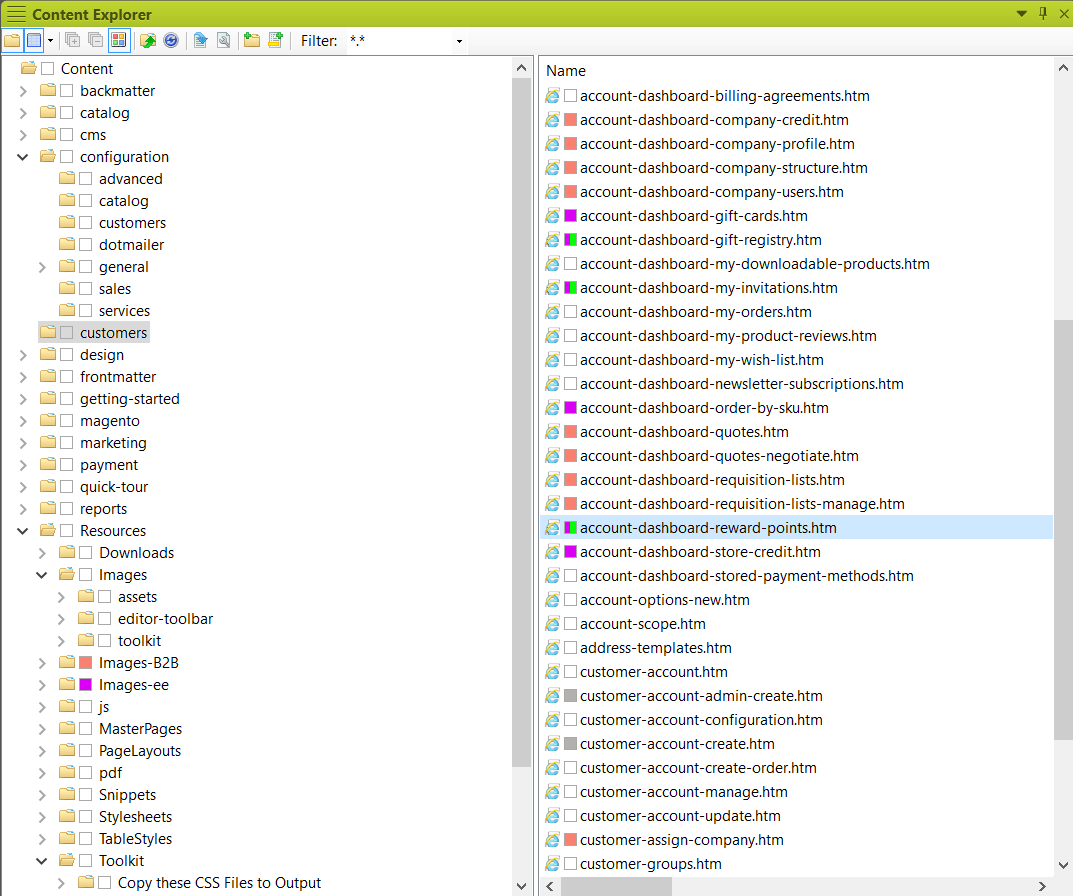 Content Explorer
Filter: *.*
Content
backmatter
catalog
cms
configuration
advanced
catalog
customers
dotmailer
general
sales
services
customers
design
frontmatter
getting-started
magento
marketing
payment
quick-tour
reports
Resources
Downloads
Images
assets
editor-toolbar
toolkit
Images-B2B
Images-ee
js
MasterPages
PageLayouts
pdf
Snippets
Stylesheets
TableStyles
Toolkit
Copy these CSS Files to Output
Name
account-dashboard-billing-agreements.htm
account-dashboard-company-credit.htm
account-dashboard-company-profile.htm
account-dashboard-company-structure.htm
account-dashboard-company-users.htm
account-dashboard-gift-cards.htm
account-dashboard-gift-registry.htm
account-dashboard-my-downloadable-products.htm
account-dashboard-my-invitations.htm
account-dashboard-my-orders.htm
account-dashboard-my-product-reviews.htm
account-dashboard-my-wish-list.htm
account-dashboard-newsletter-subscriptions.htm
account-dashboard-order-by-sku.htm
account-dashboard-quotes.htm
account-dashboard-quotes-negotiate.htm
account-dashboard-requisition-lists.htm
account-dashboard-requisition-lists-manage.htm
account-dashboard-reward-points.htm
account-dashboard-store-credit.htm
account-dashboard-stored-payment-methods.htm
account-options-new.htm
account-scope.htm
address-templates.htm
customer-account.htm
customer-account-admin-create.htm
customer-account-configuration.htm
customer-account-create.htm
customer-account-create-order.htm
customer-account-manage.htm
customer-account-update.htm
customer-assign-company.htm
customer-groups.htm